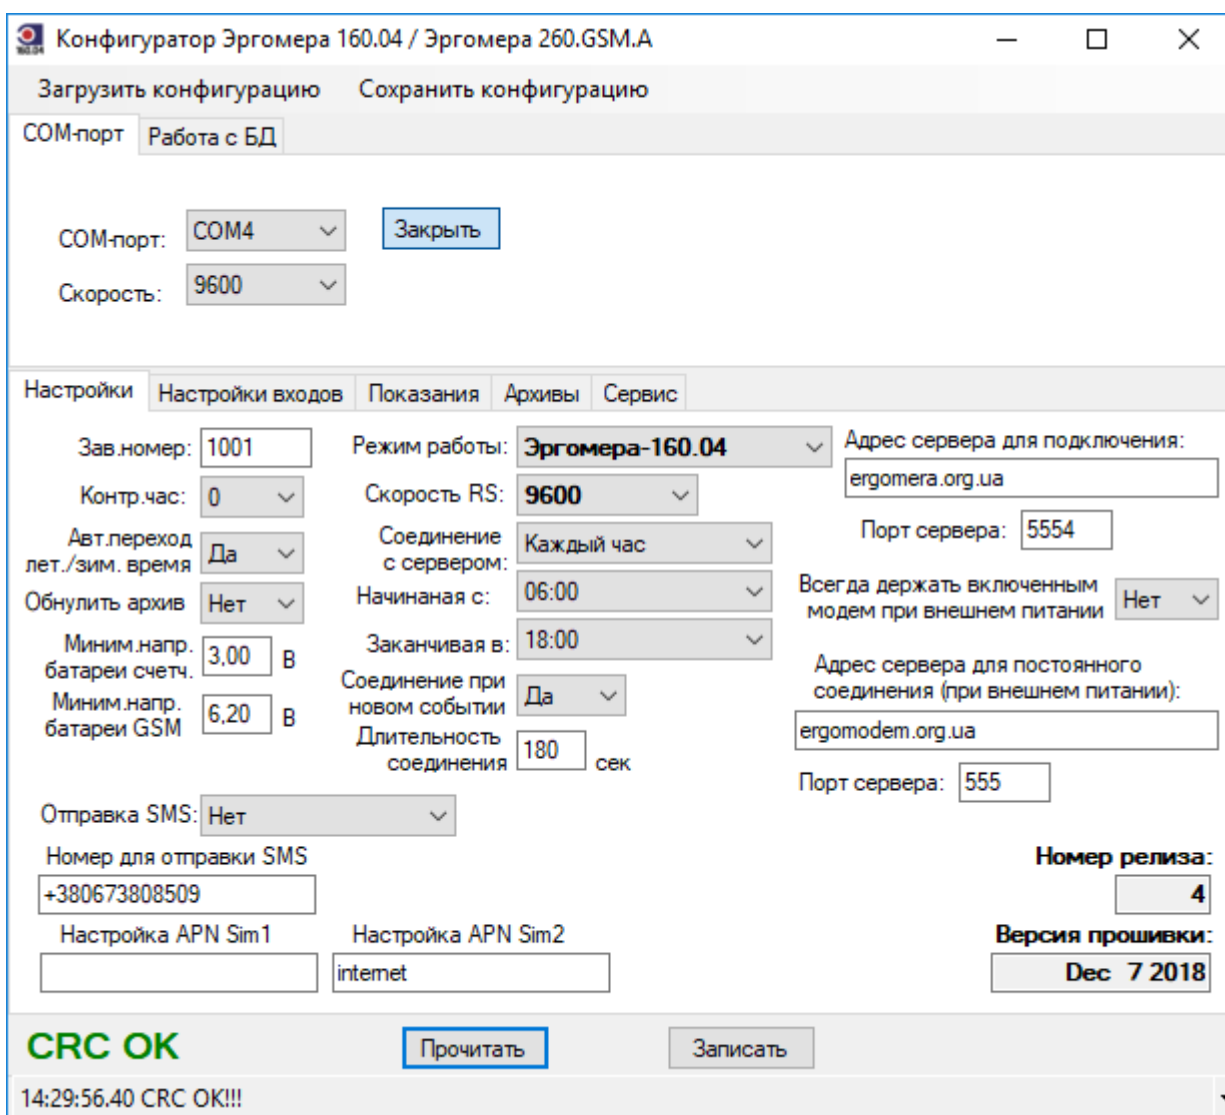 Конфигуратор Эргомера 160.04 / Эргомера 260.GSM.A
Загрузить конфигурацию Сохранить конфигурацию
COM-порт Работа с БД
COM-порт: COM4 Закрыть
Скорость: 9600
Настройки Настройки входов Показания Архивы Сервис
Зав.номер: 1001
Контр.час: 0
Авт.переход
лет./зим. время Да
Обнулить архив Нет
Миним.напр.
батареи счетч. 3,00 В
Миним.напр.
батареи GSM 6,20 В
Режим работы: Эргомера-160.04
Скорость RS: 9600
Соединение
с сервером: Каждый час
Начинаная с: 06:00
Заканчивая в: 18:00
Соединение при
новом событии Да
Длительность
соединения 180 сек
Адрес сервера для подключения:
ergomera.org.ua
Порт сервера: 5554
Всегда держать включенным
модем при внешнем питании Нет
Адрес сервера для постоянного
соединения (при внешнем питании):
ergomodem.org.ua
Порт сервера: 555
Отправка SMS: Нет
Номер для отправки SMS
+380673808509
Настройка APN Sim1 Настройка APN Sim2
internet
Номер релиза:
4
Версия прошивки:
Dec 7 2018
CRC OK Прочитать Записать
14:29:56.40 CRC OK!!!